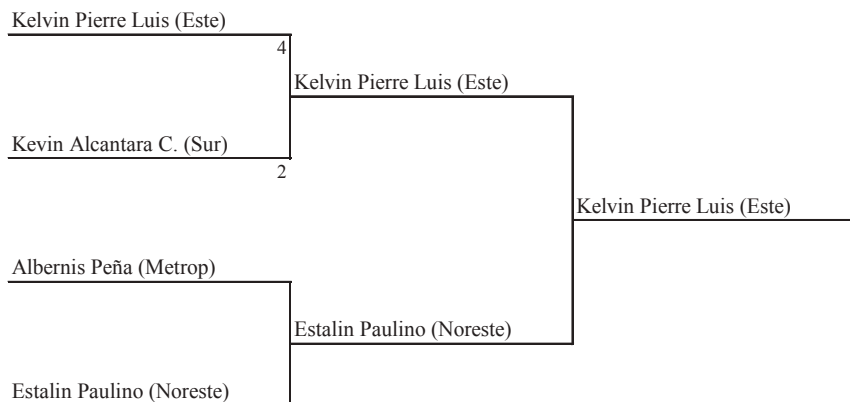 Kelvin Pierre Luis (Este)
4
Kelvin Pierre Luis (Este)
Kevin Alcantara C. (Sur)
2
Kelvin Pierre Luis (Este)
Albernis Peña (Metrop)
Estalin Paulino (Noreste)
Estalin Paulino (Noreste)